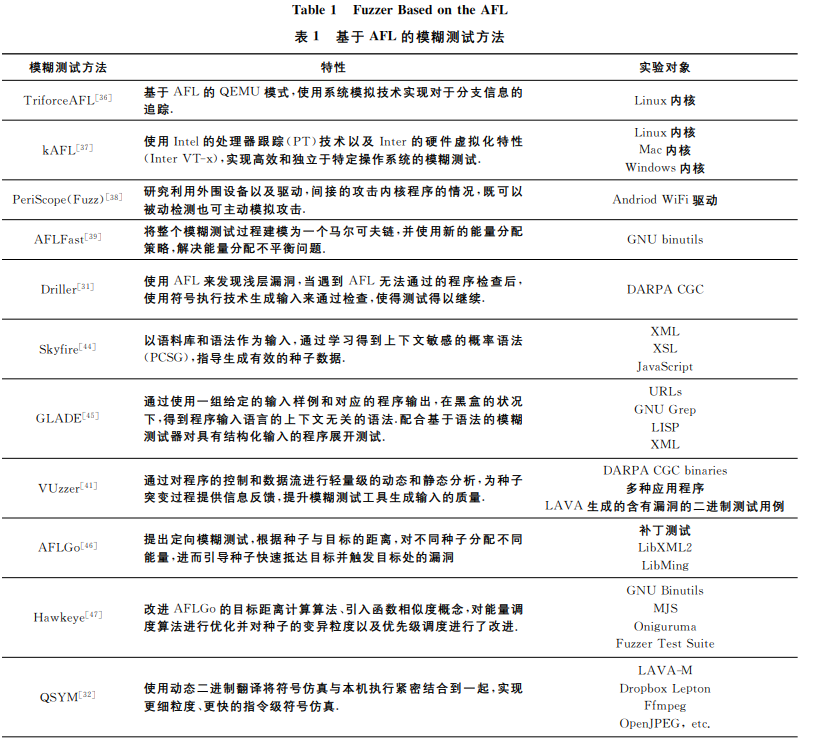 Table 1 Fuzzer Based on the AFL
表 1 基于 AFL 的模糊测试方法
模糊测试方法 特性 实验对象
TriforceAFL[36]
基于 AFL 的 QEMU 模式,使用系统模拟技术实现对于分支信息的
追踪.
Linux 内核
kAFL[37]
使用 Intel 的处理器跟踪(PT)技术以及 Inter 的硬件虚拟化特性
(Inter VT-x),实现高效和独立于特定操作系统的模糊测试.
Linux 内核
Mac 内核
Windows 内核
PeriScope(Fuzz)[38]
研究利用外围设备以及驱动,间接的攻击内核程序的情况,既可以
被动检测也可主动模拟攻击.
Andriod WiFi 驱动
AFLFast[39]
将整个模糊测试过程建模为一个马尔可夫链,并使用新的能量分配
策略,解决能量分配不平衡问题.
GNU binutils
Driller[31]
使用 AFL 来发现浅层漏洞,当遇到 AFL 无法通过的程序检查后,
使用符号执行技术生成输入来通过检查,使得测试得以继续.
DARPA CGC
Skyfire[44]
以语料库和语法作为输入,通过学习得到上下文敏感的概率语法
(PCSG),指导生成有效的种子数据.
XML
XSL
JavaScript
GLADE[45]
通过使用一组给定的输入样例和对应的程序输出,在黑盒的状况
下,得到程序输入语言的上下文无关的语法.配合基于语法的模糊
测试器对具有结构化输入的程序展开测试.
URLs
GNU Grep
LISP
XML
VUzzer[41]
通过对程序的控制和数据流进行轻量级的动态和静态分析,为种子
突变过程提供信息反馈,提升模糊测试工具生成输入的质量.
DARPA CGC binaries
多种应用程序
LAVA 生成的含有漏洞的二进制测试用例
AFLGo[46]
提出定向模糊测试,根据种子与目标的距离,对不同种子分配不同
能量,进而引导种子快速抵达目标并触发目标处的漏洞
补丁测试
LibXML2
LibMing
Hawkeye[47]
改进 AFLGo 的目标距离计算算法、引入函数相似度概念,对能量调
度算法进行优化并对种子的变异粒度以及优先级调度进行了改进.
GNU Binutils
MJS
Oniguruma
Fuzzer Test Suite
QSYM[32]
使用动态二进制翻译将符号仿真与本机执行紧密结合到一起,实现
更细粒度、更快的指令级符号仿真.
LAVA-M
Dropbox Lepton
Ffmpeg
OpenJPEG, etc.